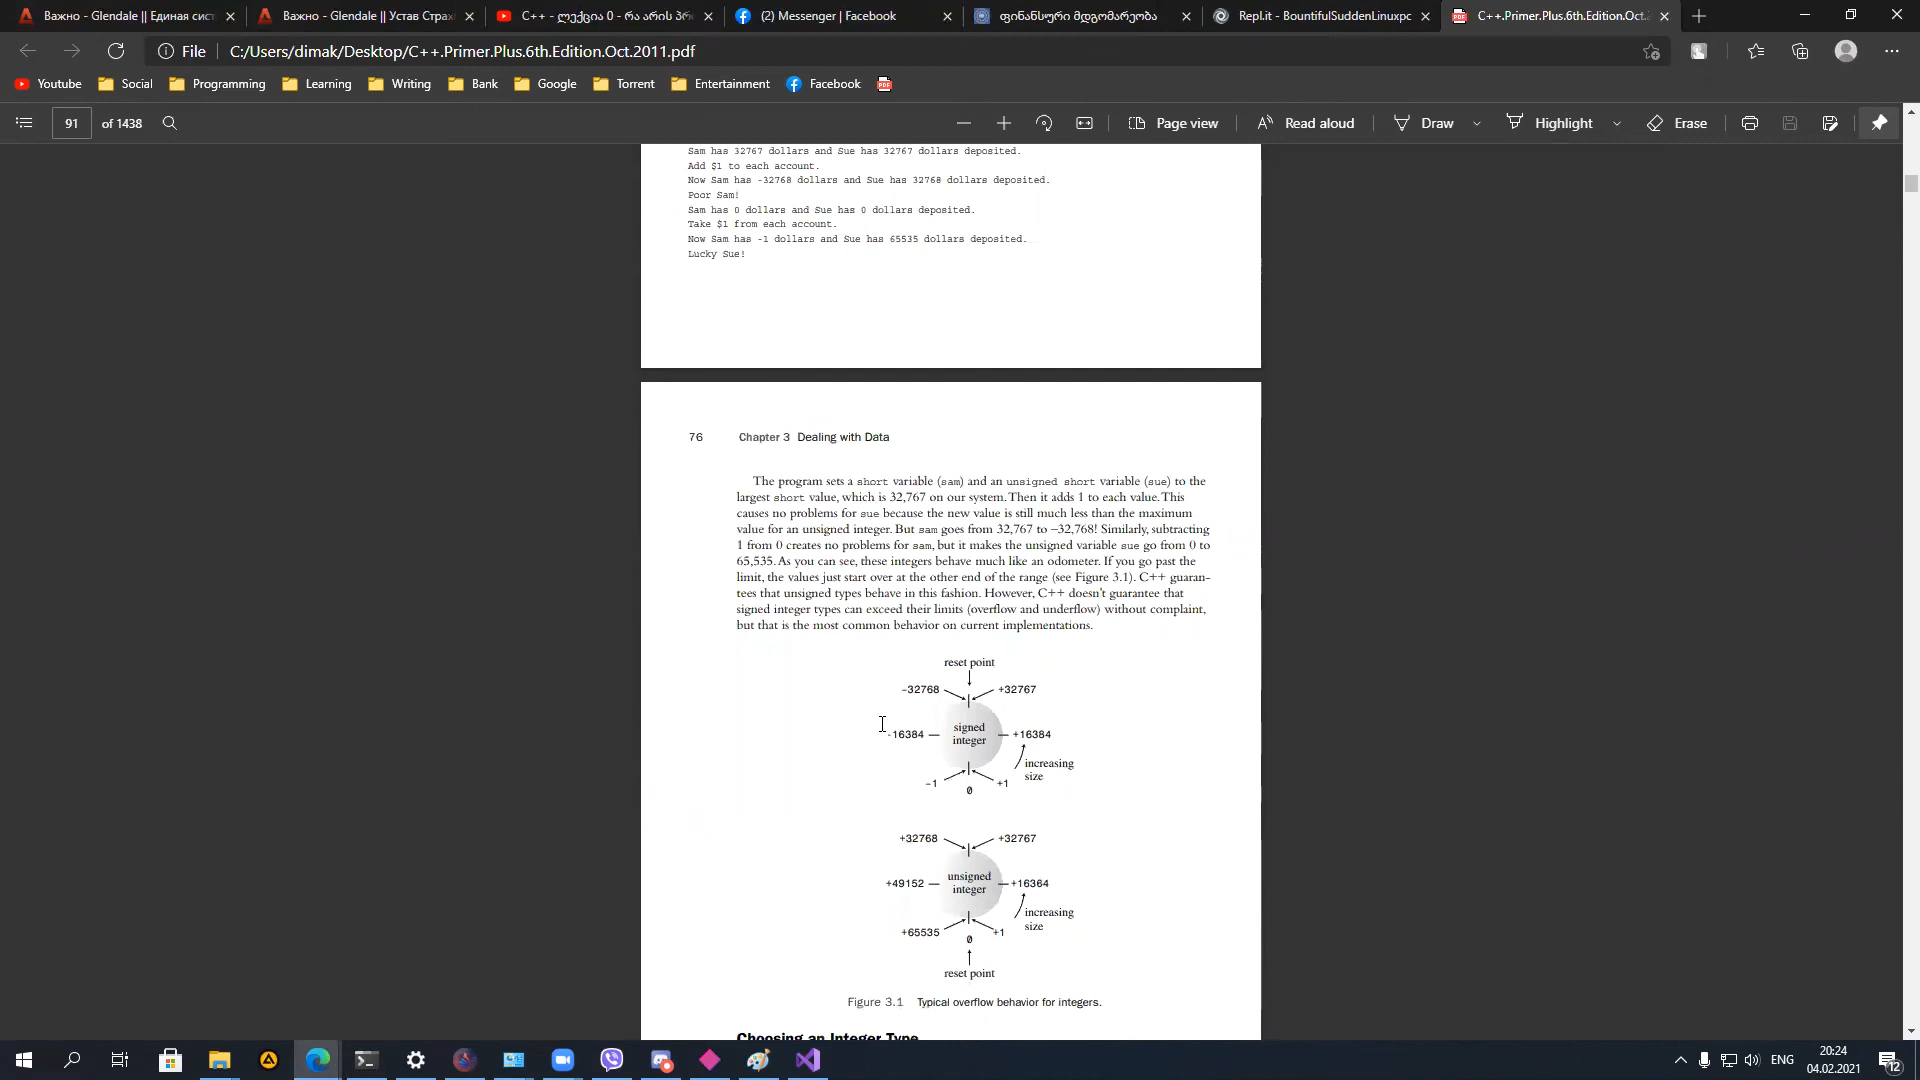 Важно - Glendale || Единая сист
Важно - Glendale || Устав Страх
C++ - ლექცია 0 - რა არის პრ
(2) Messenger | Facebook
ფინანსური მდგომარეობა
Repl.it - BountifulSuddenLinuxpc
C++.Primer.Plus.6th.Edition.Oct.
File
C:/Users/dimak/Desktop/C++.Primer.Plus.6th.Edition.Oct.2011.pdf
Youtube
Social
Programming
Learning
Writing
Bank
Google
Torrent
Entertainment
Facebook
91 of 1438
Page view
Read aloud
Draw
Highlight
Erase
Sam has 32767 dollars and Sue has 32767 dollars deposited.
Add $1 to each account.
Now Sam has -32768 dollars and Sue has 32768 dollars deposited.
Poor Sam!
Sam has 0 dollars and Sue has 0 dollars deposited.
Take $1 from each account.
Now Sam has -1 dollars and Sue has 65535 dollars deposited.
Lucky Sue!
76 Chapter 3 Dealing with Data
The program sets a short variable (sam) and an unsigned short variable (sue) to the
largest short value, which is 32,767 on our system. Then it adds 1 to each value. This
causes no problems for sue because the new value is still much less than the maximum
value for an unsigned integer. But sam goes from 32,767 to −32,768! Similarly, subtracting
1 from 0 creates no problems for sam, but it makes the unsigned variable sue go from 0 to
65,535. As you can see, these integers behave much like an odometer. If you go past the
limit, the values just start over at the other end of the range (see Figure 3.1). C++ guaran-
tees that unsigned types behave in this fashion. However, C++ doesn't guarantee that
signed integer types can exceed their limits (overflow and underflow) without complaint,
but that is the most common behavior on current implementations.
reset point
-32768
+32767
-16384
signed
integer
+16384
increasing
size
-1
0
+1
+32768
+32767
+49152
unsigned
integer
+16364
increasing
size
+65535
0
+1
reset point
Figure 3.1 Typical overflow behavior for integers.
Choosing an Integer Type
ENG
20:24
04.02.2021
12